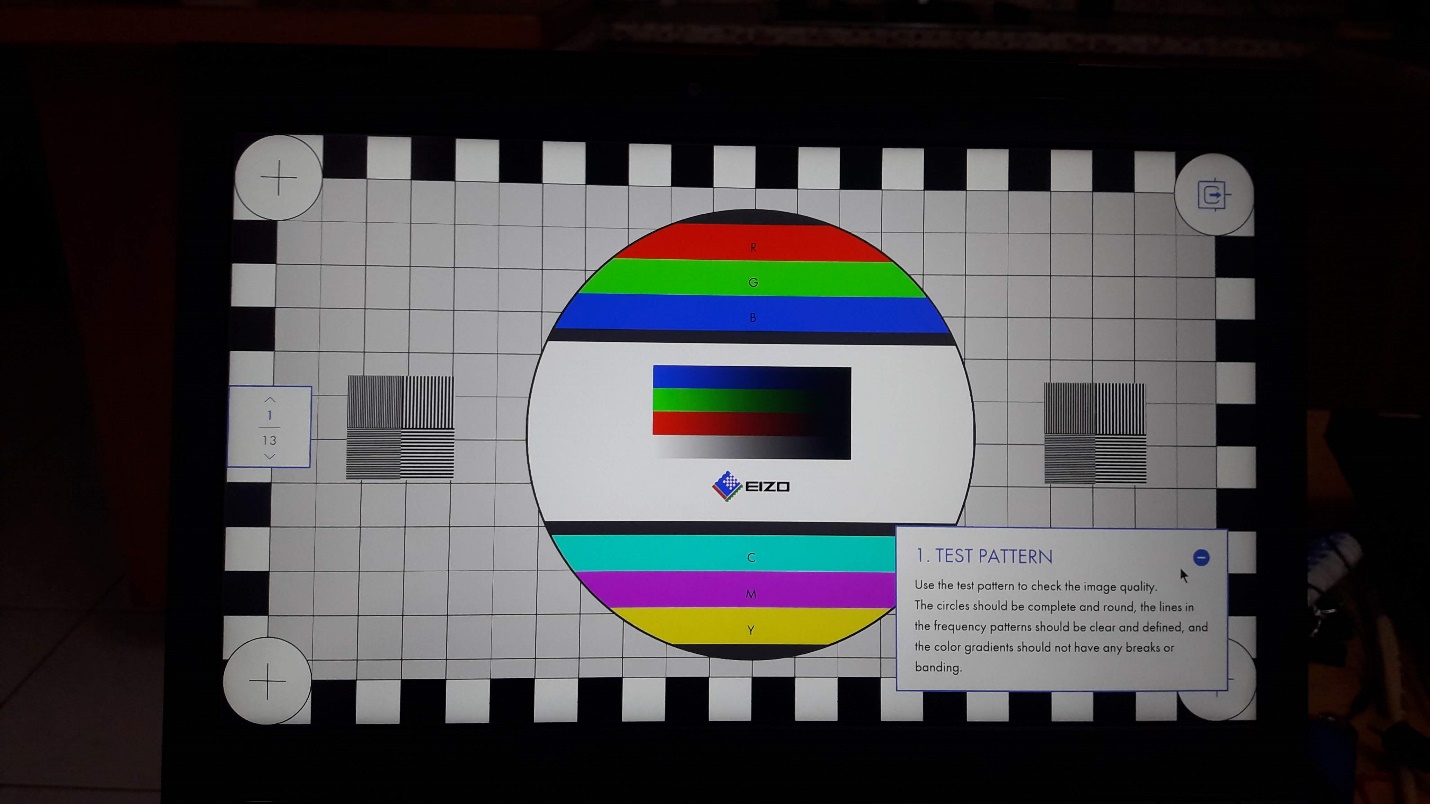 R
G
B
1
13
EIZO
C
M
Y
1. TEST PATTERN
Use the test pattern to check the image quality.
The circles should be complete and round, the lines in
the frequency patterns should be clear and defined, and
the color gradients should not have any breaks or
banding.